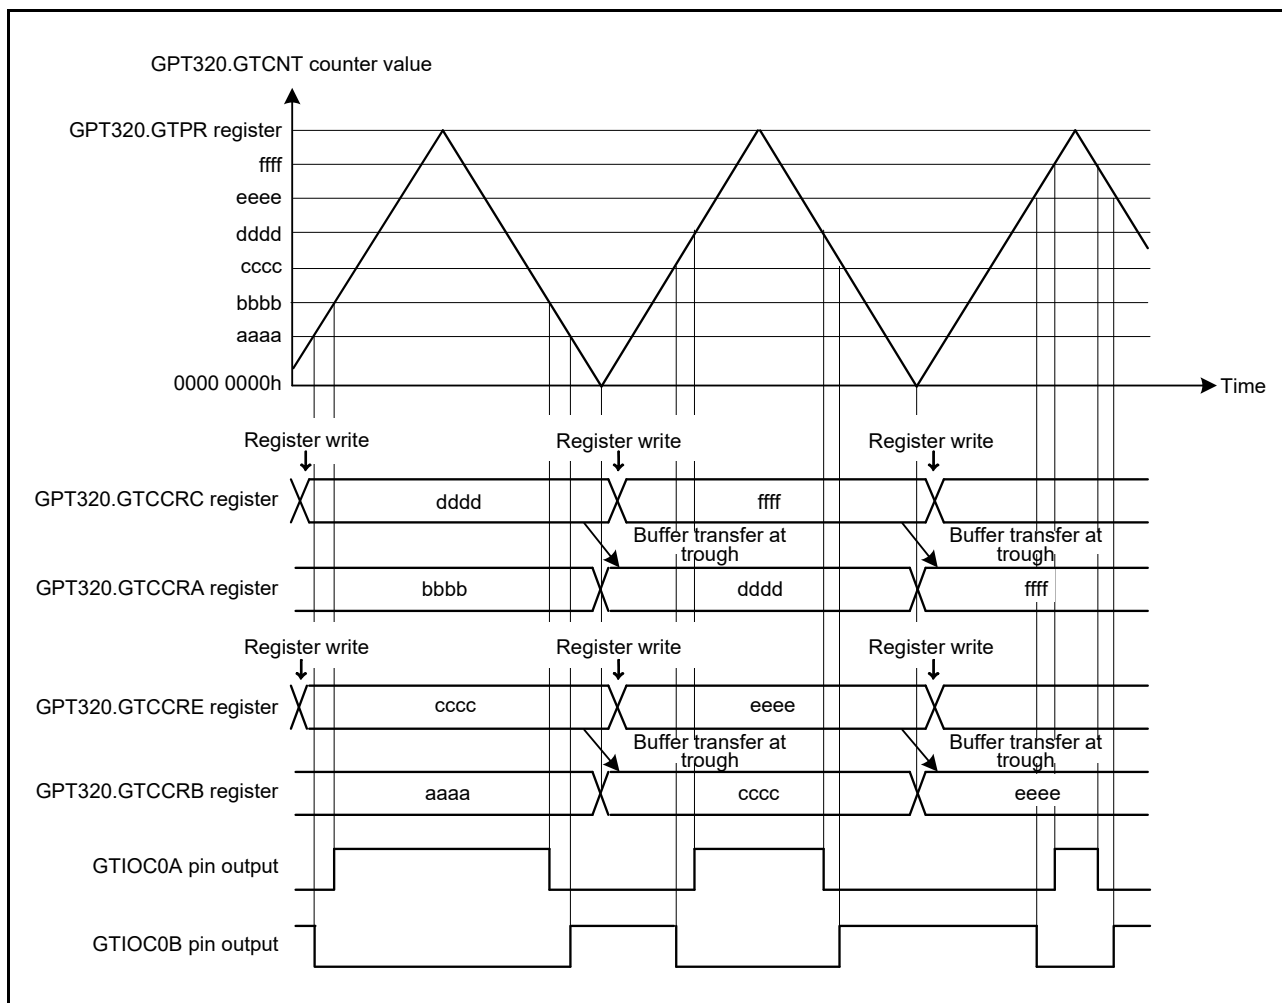 GPT320.GTCNT counter value
GPT320.GTPR register
ffff
eeee
dddd
cccc
bbbb
aaaa
0000 0000h
Time
Register write
Register write
Register write
GPT320.GTCCRC register
dddd
ffff
Buffer transfer at
trough
Buffer transfer at
trough
GPT320.GTCCRA register
bbbb
dddd
ffff
Register write
Register write
Register write
GPT320.GTCCRE register
cccc
eeee
Buffer transfer at
trough
Buffer transfer at
trough
GPT320.GTCCRB register
aaaa
cccc
eeee
GTIOC0A pin output
GTIOC0B pin output